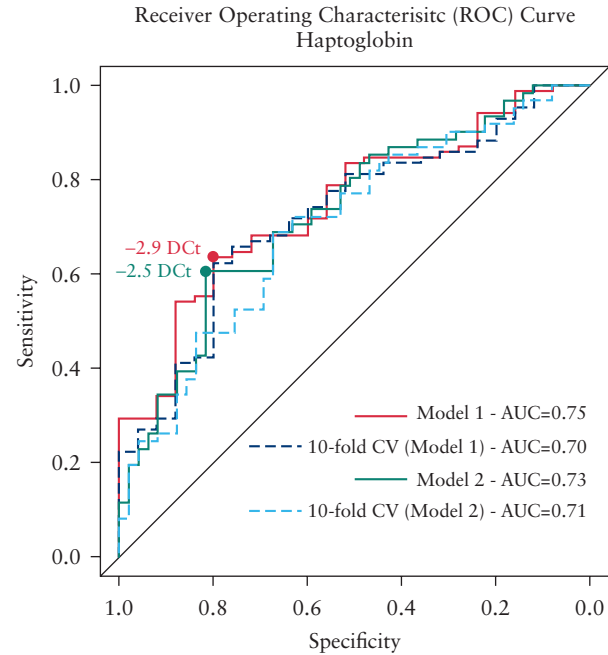 Receiver Operating Characterisitc (ROC) Curve
Haptoglobin
1.0
0.8
0.6
0.4
0.2
0.0
Sensitivity
−2.9 DCt
−2.5 DCt
Model 1 - AUC=0.75
10-fold CV (Model 1) - AUC=0.70
Model 2 - AUC=0.73
10-fold CV (Model 2) - AUC=0.71
1.0 0.8 0.6 0.4 0.2 0.0
Specificity